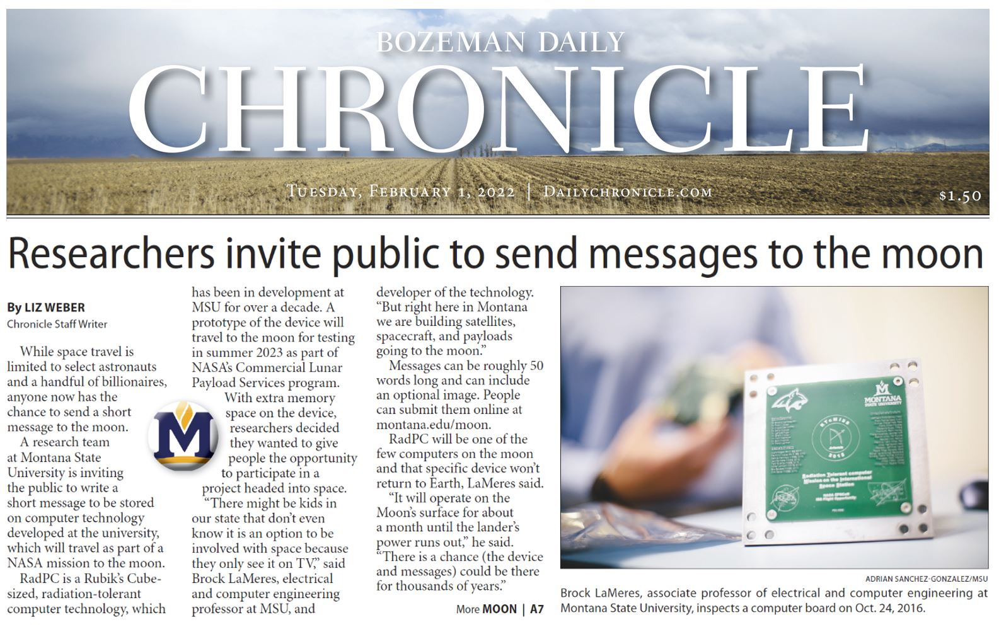 BOZEMAN DAILY
CHRONICLE
TUESDAY, FEBRUARY 1, 2022 | DAILYCHRONICLE.COM
$1.50
Researchers invite public to send messages to the moon
By LIZ WEBER
Chronicle Staff Writer
While space travel is
limited to select astronauts
and a handful of billionaires,
anyone now has the
chance to send a short
message to the moon.
A research team
at Montana State
University is inviting
the public to write a
short message to be stored
on computer technology
developed at the university,
which will travel as part of a
NASA mission to the moon.
RadPC is a Rubik’s Cube-
sized, radiation-tolerant
computer technology, which
M
has been in development at
MSU for over a decade. A
prototype of the device will
travel to the moon for testing
in summer 2023 as part of
NASA’s Commercial Lunar
Payload Services program.
With extra memory
space on the device,
researchers decided
they wanted to give
people the opportunity
to participate in a
project headed into space.
“There might be kids in
our state that don’t even
know it is an option to be
involved with space because
they only see it on TV,” said
Brock LaMeres, electrical
and computer engineering
professor at MSU, and
developer of the technology.
“But right here in Montana
we are building satellites,
spacecraft, and payloads
going to the moon.”
Messages can be roughly 50
words long and can include
an optional image. People
can submit them online at
montana.edu/moon.
RadPC will be one of the
few computers on the moon
and that specific device won’t
return to Earth, LaMeres said.
“It will operate on the
Moon’s surface for about
a month until the lander’s
power runs out,” he said.
“There is a chance (the device
and messages) could be there
for thousands of years.”
More MOON | A7
M
MONTANA
STATE UNIVERSITY
RTcMISS
Artemis
2016
Radiation Tolerant computer
Mission on the International
Space Station
ISS Flight Opportunity
ADRIAN SANCHEZ-GONZALEZ/MSU
Brock LaMeres, associate professor of electrical and computer engineering at
Montana State University, inspects a computer board on Oct. 24, 2016.